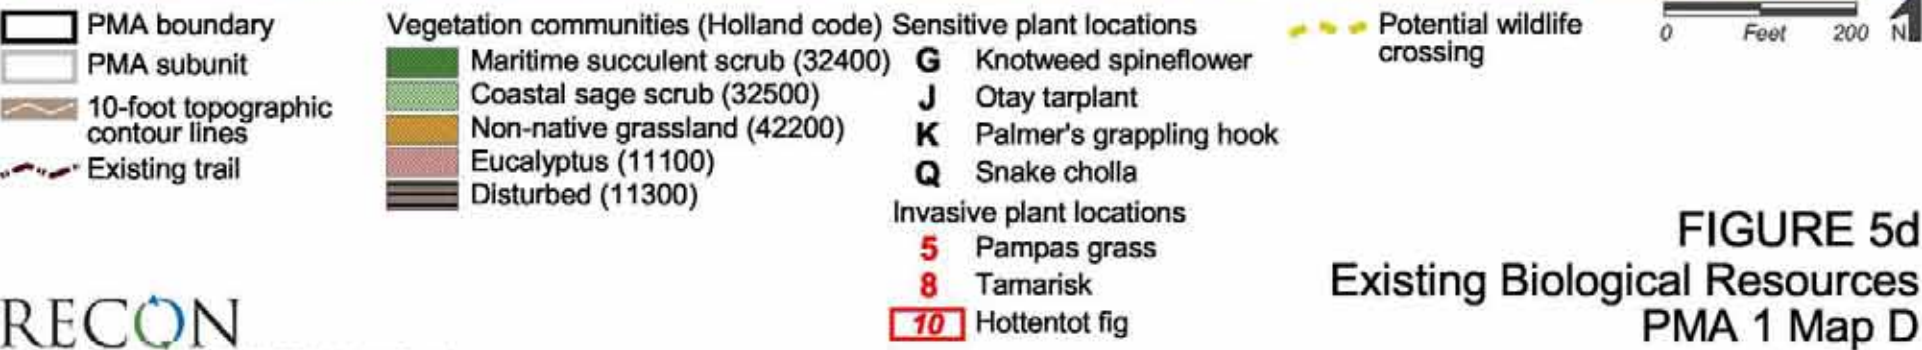 PMA boundary
PMA subunit
10-foot topographic
contour lines
Existing trail
Vegetation communities (Holland code)
Maritime succulent scrub (32400)
Coastal sage scrub (32500)
Non-native grassland (42200)
Eucalyptus (11100)
Disturbed (11300)
Sensitive plant locations
G Knotweed spineflower
J Otay tarplant
K Palmer's grappling hook
Q Snake cholla
Invasive plant locations
5 Pampas grass
8 Tamarisk
10 Hottentot fig
Potential wildlife
crossing
0 Feet 200 N
FIGURE 5d
Existing Biological Resources
PMA 1 Map D
RECON